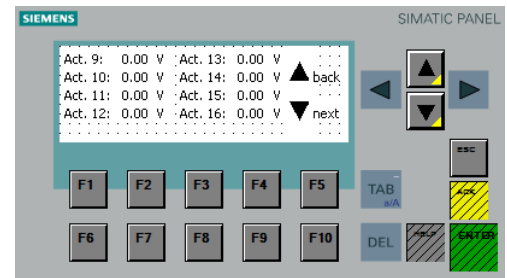 SIEMENS SIMATIC PANEL
Act. 9: 0.00 V Act. 13: 0.00 V
Act. 10: 0.00 V Act. 14: 0.00 V back
Act. 11: 0.00 V Act. 15: 0.00 V
Act. 12: 0.00 V Act. 16: 0.00 V next
ESC
F1 F2 F3 F4 F5 TAB ACK
a/A
F6 F7 F8 F9 F10 DEL HELP ENTER